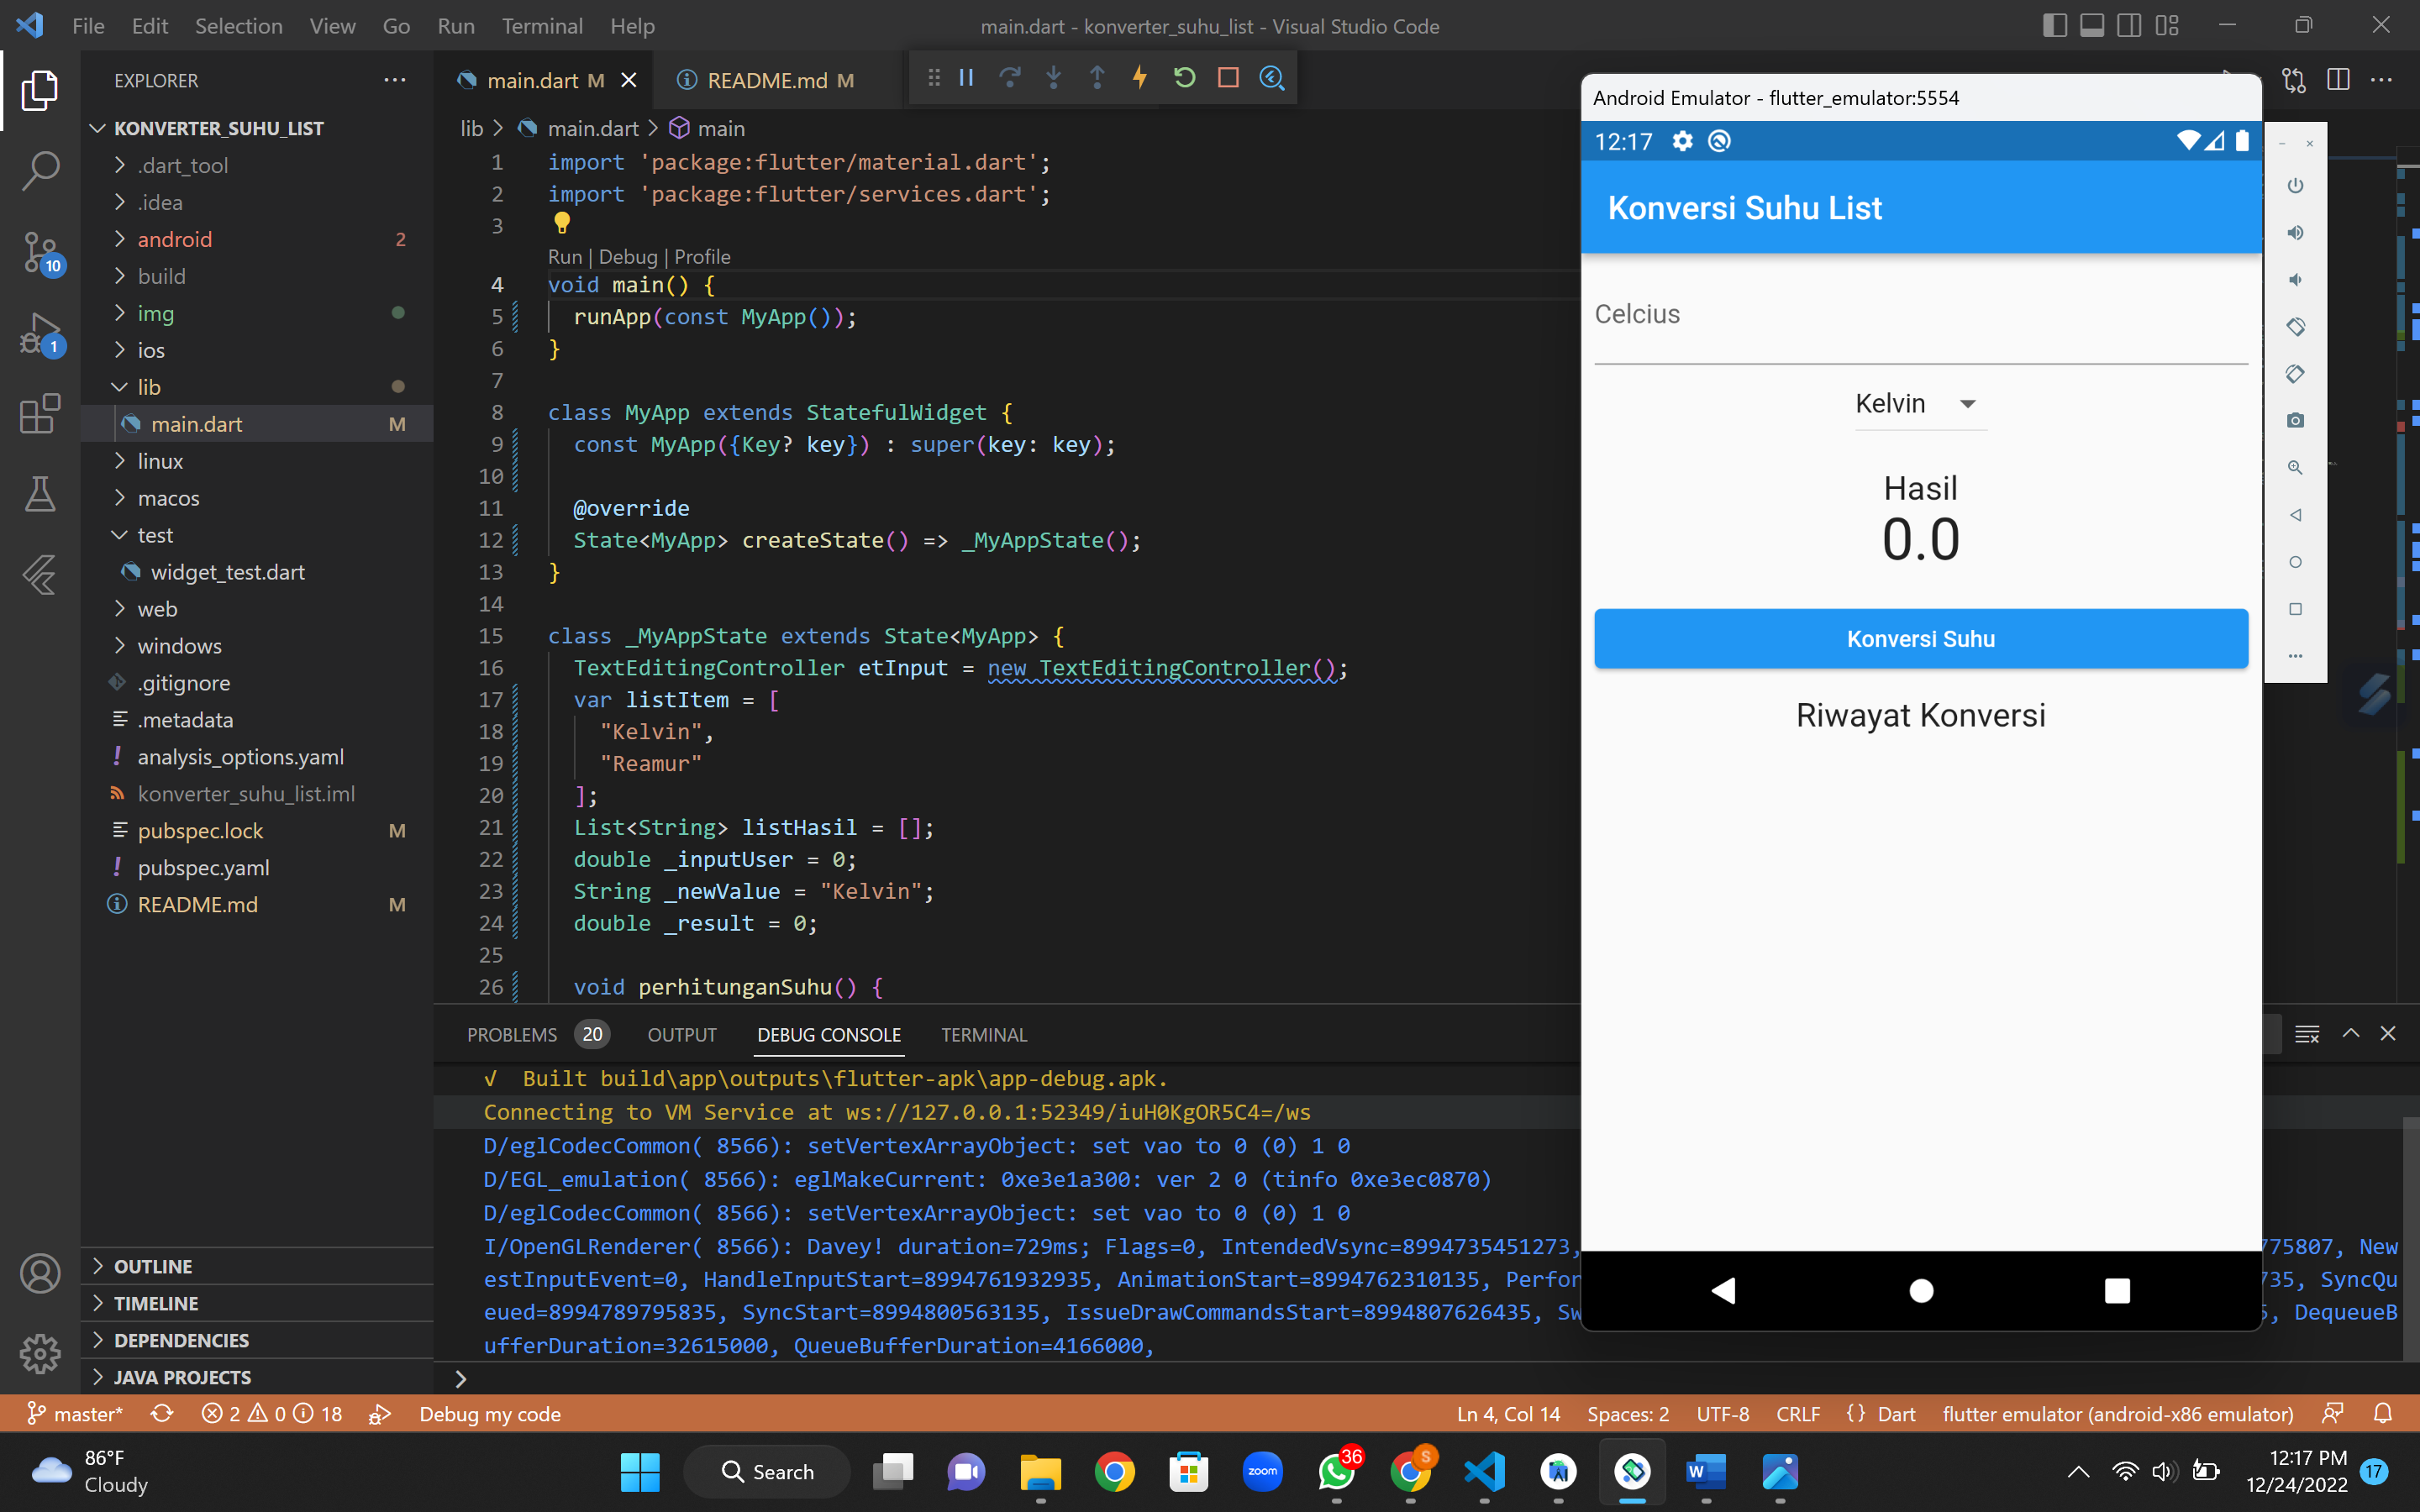 File Edit Selection View Go Run Terminal Help
main.dart - konverter_suhu_list - Visual Studio Code
EXPLORER
KONVERTER_SUHU_LIST
.dart_tool
.idea
android 2
build
img
ios
lib
main.dart M
linux
macos
test
widget_test.dart
web
windows
.gitignore
.metadata
analysis_options.yaml
konverter_suhu_list.iml
pubspec.lock M
pubspec.yaml
README.md M
OUTLINE
TIMELINE
DEPENDENCIES
JAVA PROJECTS
10
1
main.dart M
README.md M
lib > main.dart > main
1 import 'package:flutter/material.dart';
2 import 'package:flutter/services.dart';
3
Run | Debug | Profile
4 void main() {
5 runApp(const MyApp());
6 }
7
8 class MyApp extends StatefulWidget {
9 const MyApp({Key? key}) : super(key: key);
10
11 @override
12 State<MyApp> createState() => _MyAppState();
13 }
14
15 class _MyAppState extends State<MyApp> {
16 TextEditingController etInput = new TextEditingController();
17 var listItem = [
18 "Kelvin",
19 "Reamur"
20 ];
21 List<String> listHasil = [];
22 double _inputUser = 0;
23 String _newValue = "Kelvin";
24 double _result = 0;
25
26 void perhitunganSuhu() {
PROBLEMS 20 OUTPUT DEBUG CONSOLE TERMINAL
√ Built build\app\outputs\flutter-apk\app-debug.apk.
Connecting to VM Service at ws://127.0.0.1:52349/iuH0KgOR5C4=/ws
D/eglCodecCommon( 8566): setVertexArrayObject: set vao to 0 (0) 1 0
D/EGL_emulation( 8566): eglMakeCurrent: 0xe3e1a300: ver 2 0 (tinfo 0xe3ec0870)
D/eglCodecCommon( 8566): setVertexArrayObject: set vao to 0 (0) 1 0
I/OpenGLRenderer( 8566): Davey! duration=729ms; Flags=0, IntendedVsync=8994735451273, 775807, New
estInputEvent=0, HandleInputStart=8994761932935, AnimationStart=8994762310135, Perfor 735, SyncQu
eued=8994789795835, SyncStart=8994800563135, IssueDrawCommandsStart=8994807626435, Sw 5, DequeueB
ufferDuration=32615000, QueueBufferDuration=4166000,
Android Emulator - flutter_emulator:5554
12:17
Konversi Suhu List
Celcius
Kelvin
Hasil
0.0
Konversi Suhu
Riwayat Konversi
master* 2 0 18 Debug my code
Ln 4, Col 14 Spaces: 2 UTF-8 CRLF {} Dart flutter emulator (android-x86 emulator)
86°F
Cloudy
Search
zoom
36
S
12:17 PM
12/24/2022
17